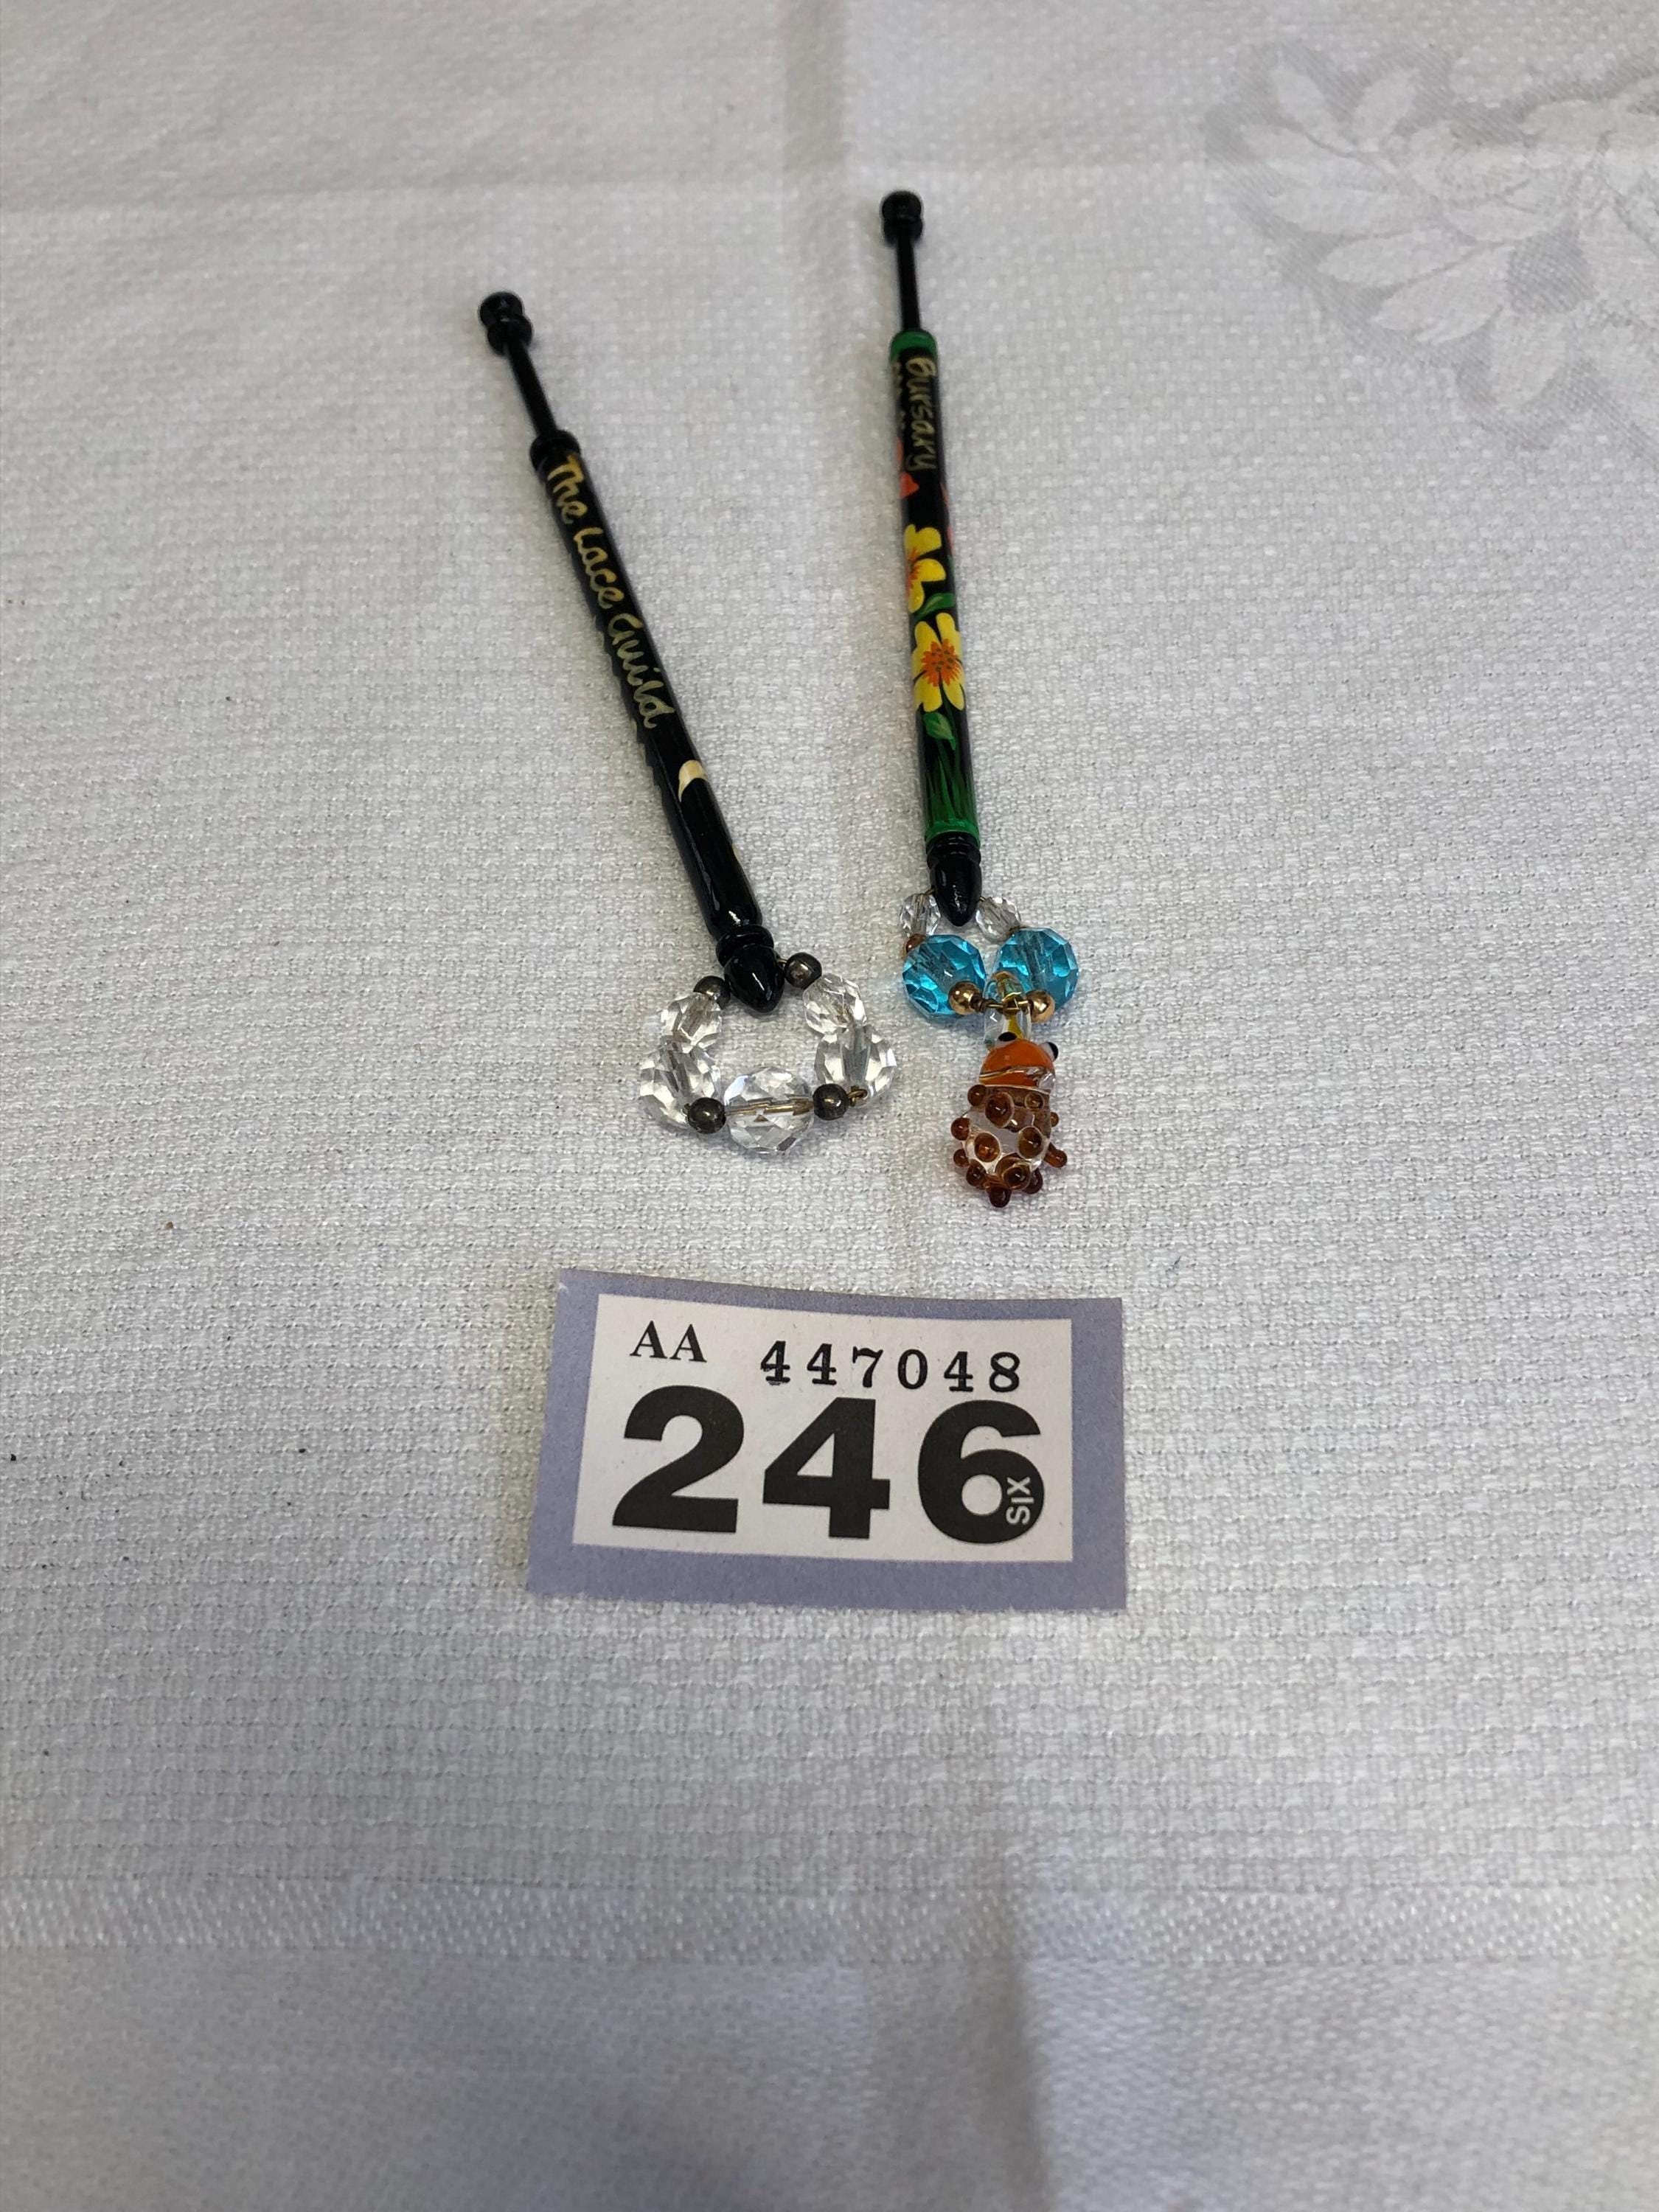 The Lace Guild
Bursary
AA 447048
246
SIX